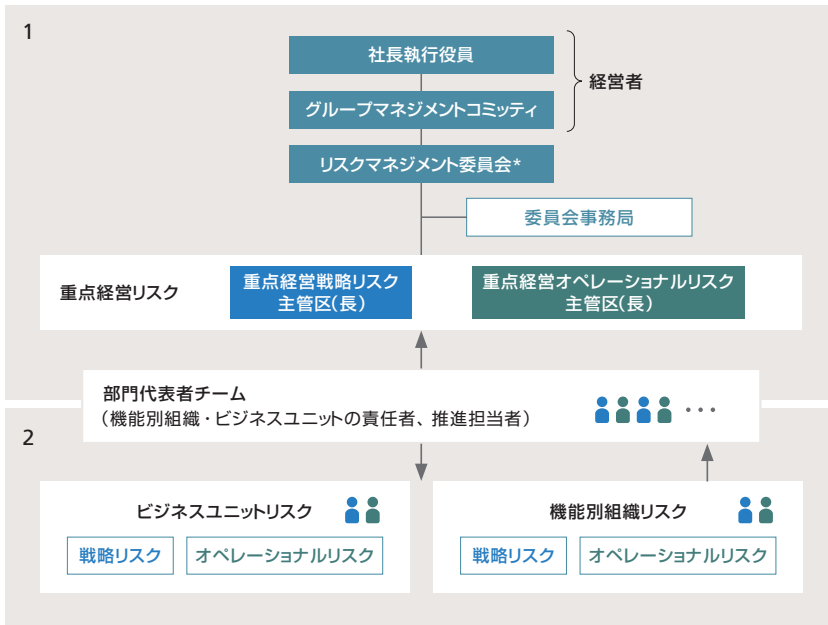 1
社長執行役員
グループマネジメントコミッティ
経営者
リスクマネジメント委員会*
委員会事務局
重点経営リスク
重点経営戦略リスク
主管区(長)
重点経営オペレーショナルリスク
主管区(長)
部門代表者チーム
（機能別組織・ビジネスユニットの責任者、推進担当者）
･･･
2
ビジネスユニットリスク
戦略リスク
オペレーショナルリスク
機能別組織リスク
戦略リスク
オペレーショナルリスク